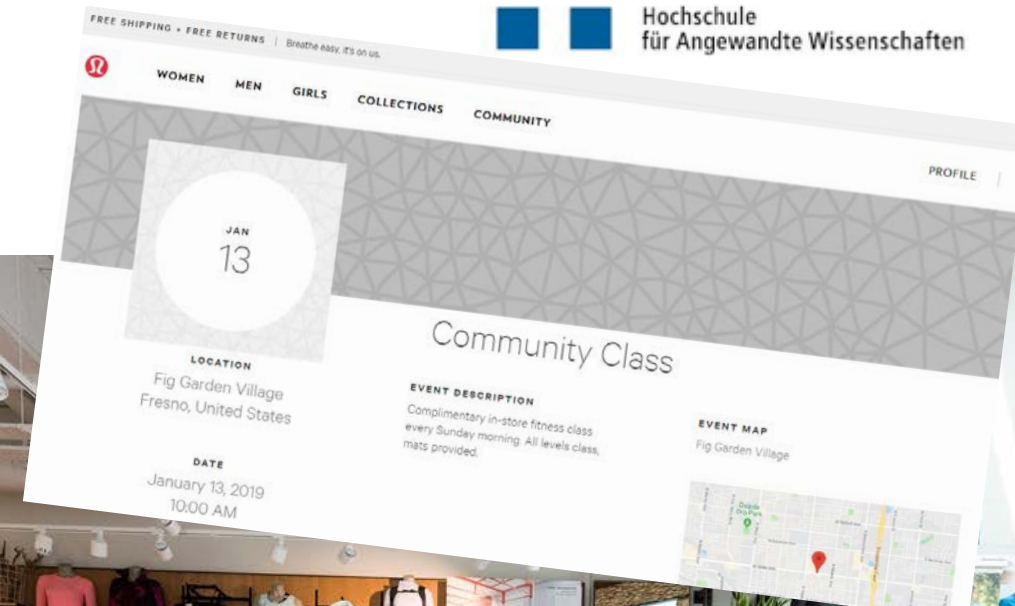 Hochschule
für Angewandte Wissenschaften
FREE SHIPPING + FREE RETURNS | Breathe easy, it's on us.
WOMEN MEN GIRLS COLLECTIONS COMMUNITY
PROFILE |
JAN
13
Community Class
LOCATION
Fig Garden Village
Fresno, United States
DATE
January 13, 2019
10:00 AM
EVENT DESCRIPTION
Complimentary in-store fitness class
every Sunday morning. All levels class,
mats provided.
EVENT MAP
Fig Garden Village